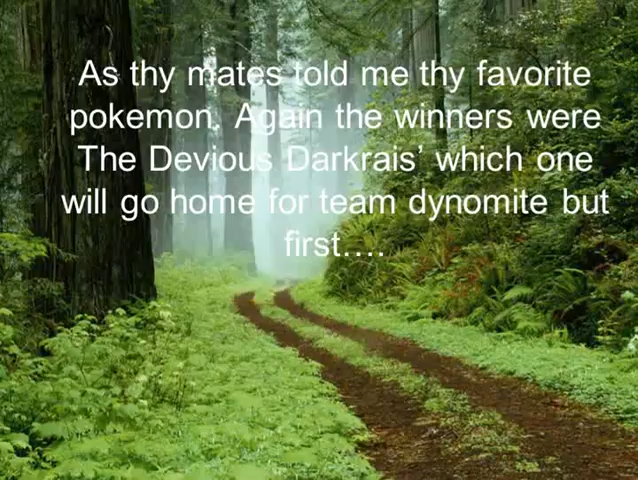 As thy mates told me thy favorite
pokemon. Again the winners were
The Devious Darkrais’ which one
will go home for team dynomite but
first….